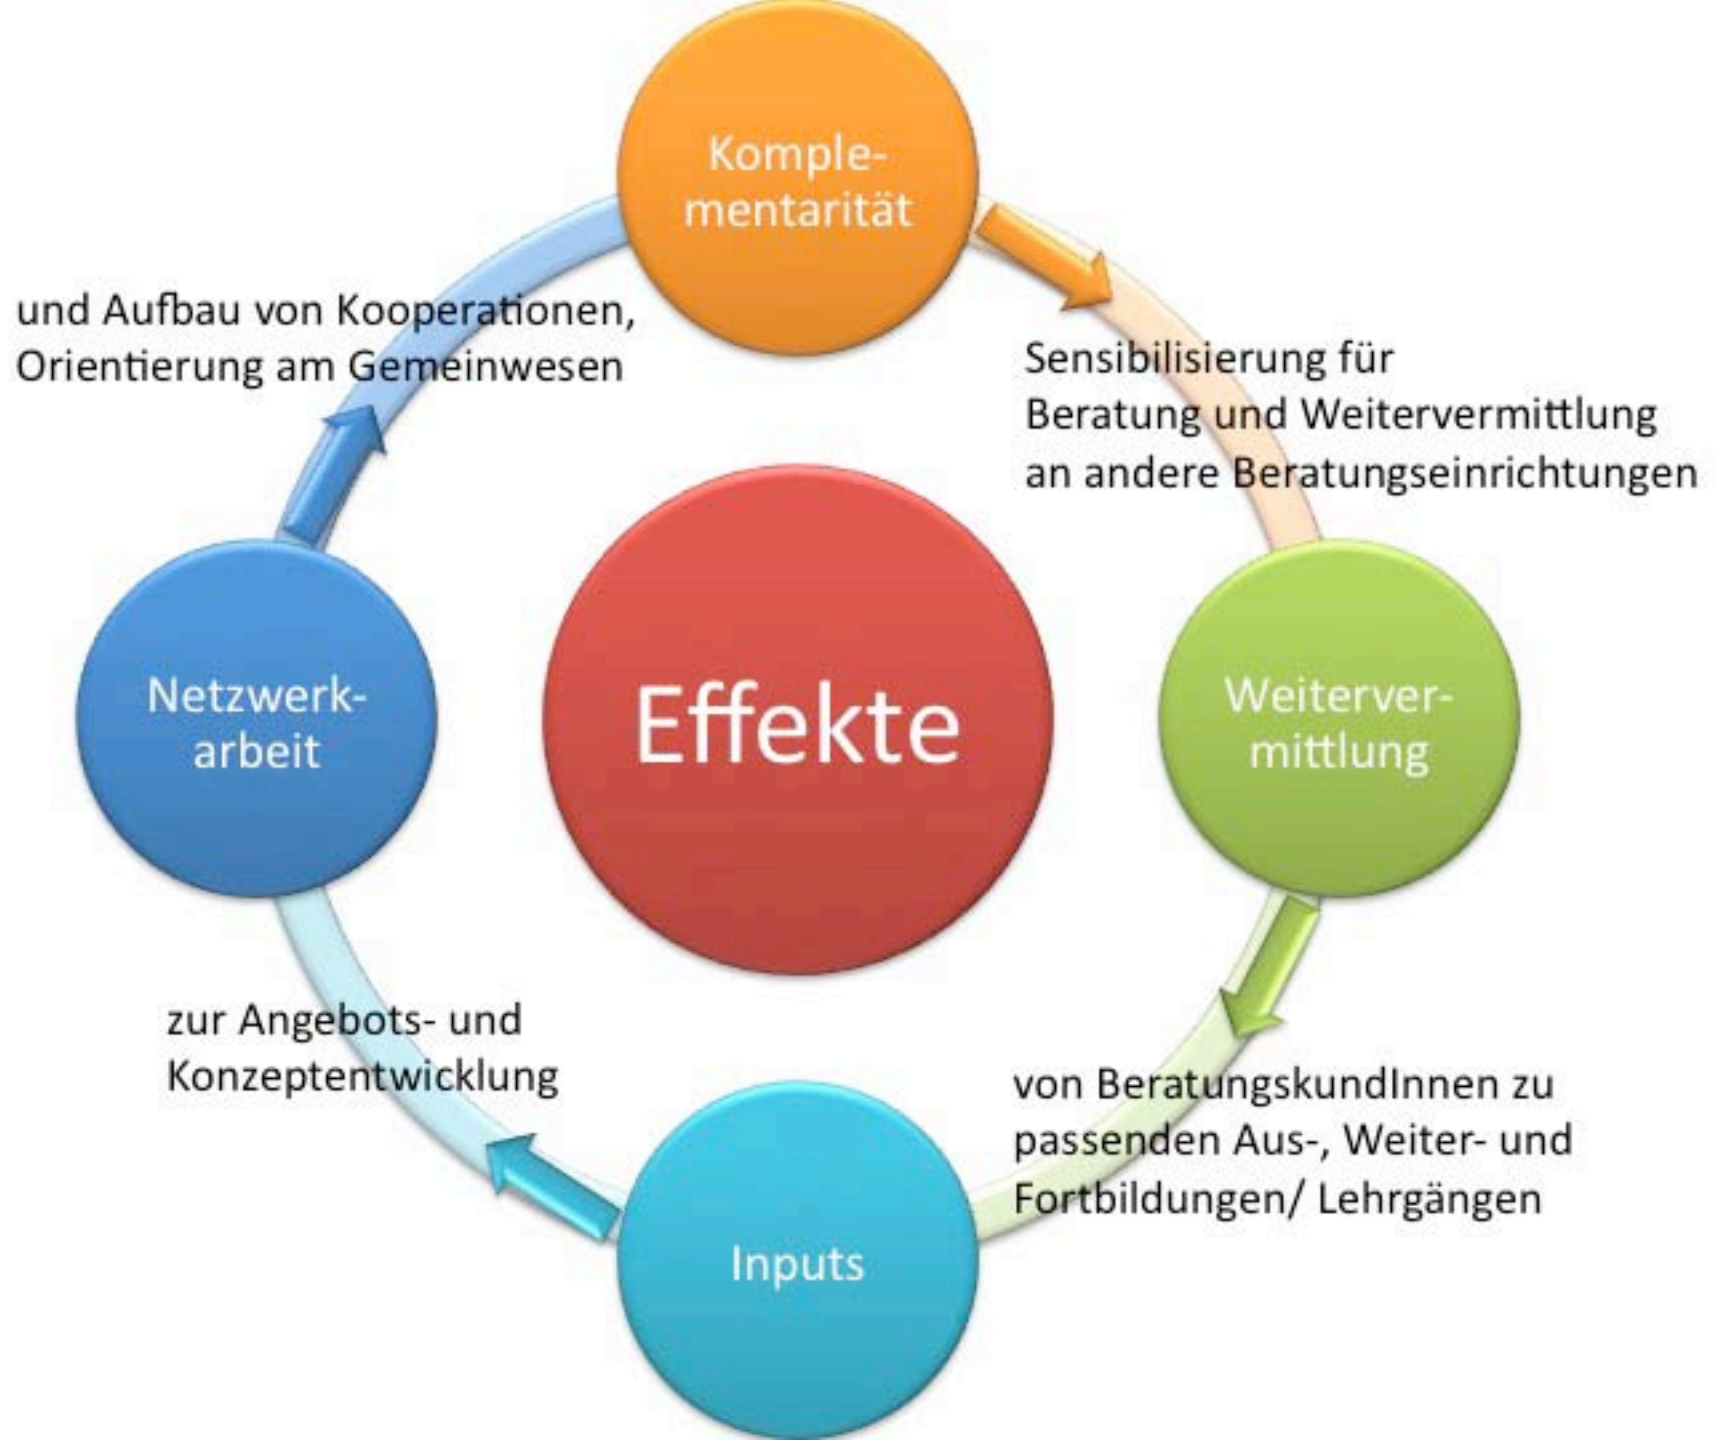 Komple-
mentarität
Sensibilisierung für
Beratung und Weitervermittlung
an andere Beratungseinrichtungen
Weiterver-
mittlung
von BeratungskundInnen zu
passenden Aus-, Weiter- und
Fortbildungen/ Lehrgängen
Inputs
zur Angebots- und
Konzeptentwicklung
Netzwerk-
arbeit
und Aufbau von Kooperationen,
Orientierung am Gemeinwesen
Effekte